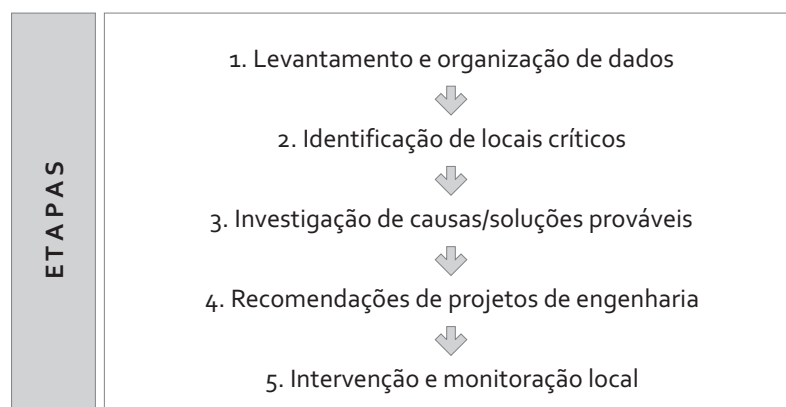 ETAPAS
1. Levantamento e organização de dados
2. Identificação de locais críticos
3. Investigação de causas/soluções prováveis
4. Recomendações de projetos de engenharia
5. Intervenção e monitoração local